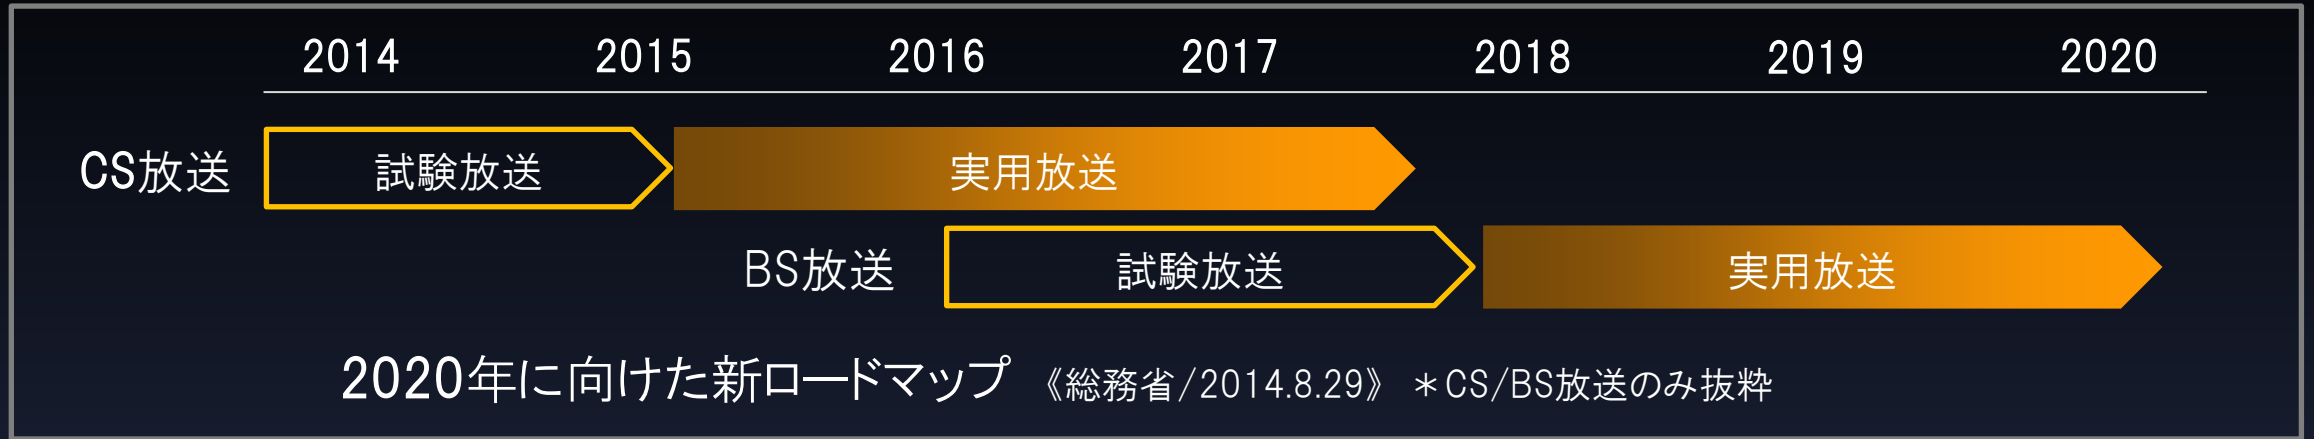 2014 2015 2016 2017 2018 2019 2020
CS放送 試験放送 実用放送
BS放送 試験放送 実用放送
2020年に向けた新ロードマップ 《総務省/2014.8.29》 ＊CS/BS放送のみ抜粋